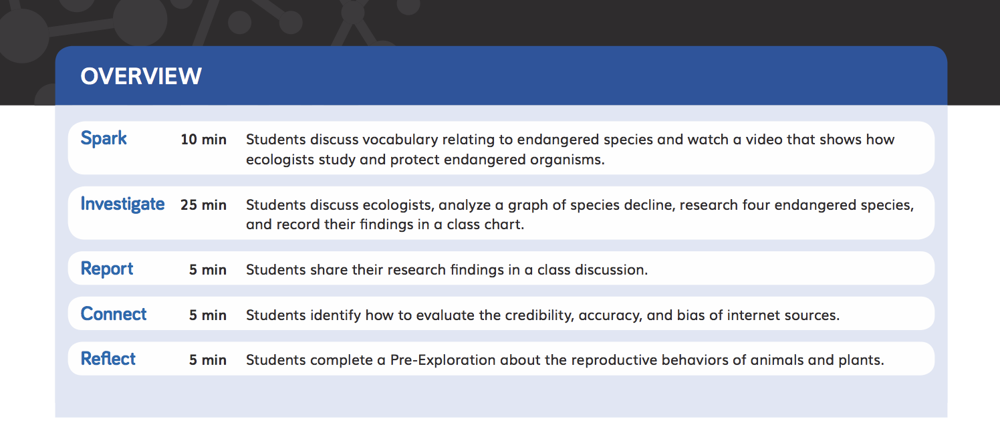 OVERVIEW
Spark 10 min Students discuss vocabulary relating to endangered species and watch a video that shows how
ecologists study and protect endangered organisms.
Investigate 25 min Students discuss ecologists, analyze a graph of species decline, research four endangered species,
and record their findings in a class chart.
Report 5 min Students share their research findings in a class discussion.
Connect 5 min Students identify how to evaluate the credibility, accuracy, and bias of internet sources.
Reflect 5 min Students complete a Pre-Exploration about the reproductive behaviors of animals and plants.